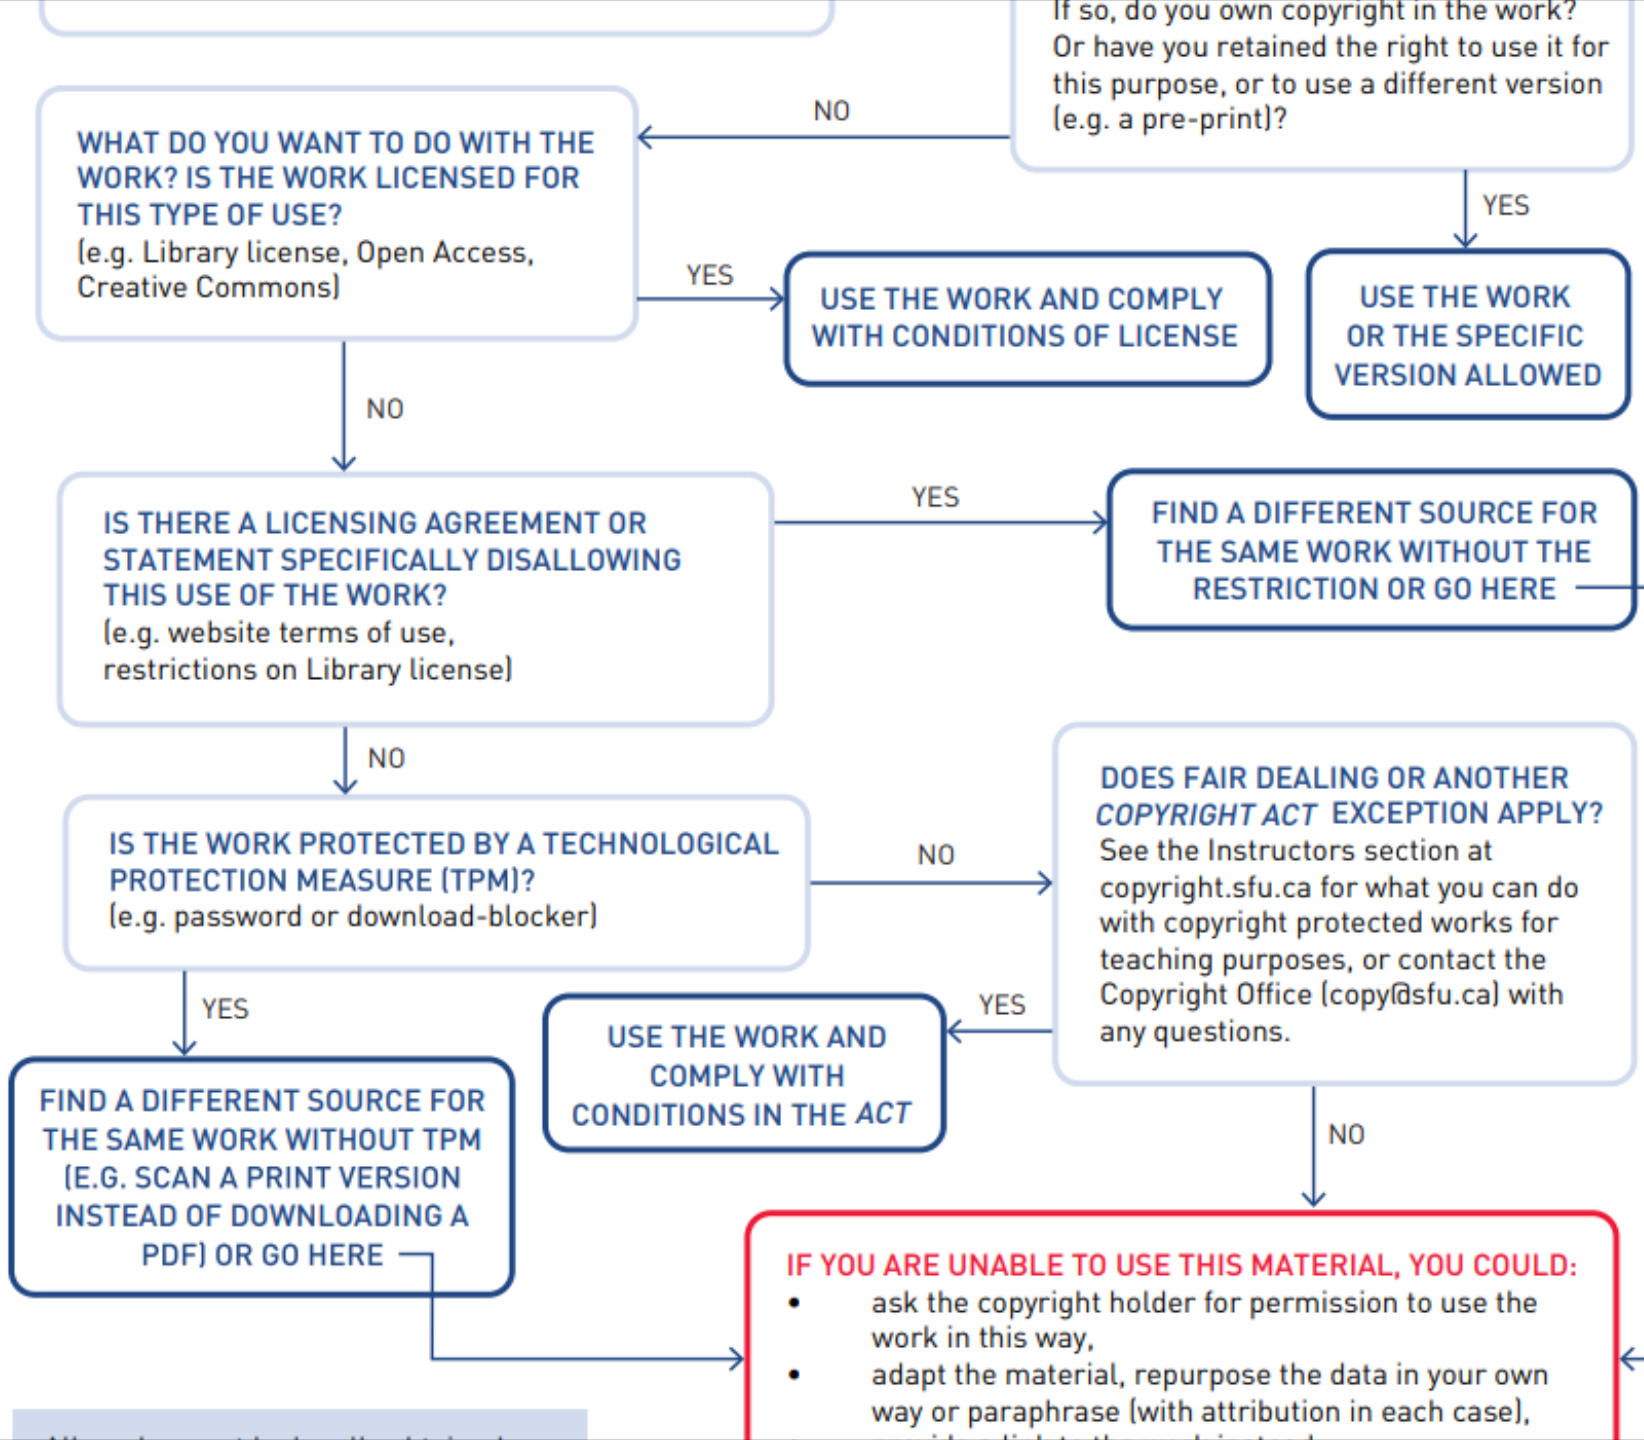 If so, do you own copyright in the work?
Or have you retained the right to use it for
this purpose, or to use a different version
(e.g. a pre-print)?
NO
YES
WHAT DO YOU WANT TO DO WITH THE
WORK? IS THE WORK LICENSED FOR
THIS TYPE OF USE?
(e.g. Library license, Open Access,
Creative Commons)
YES
USE THE WORK AND COMPLY
WITH CONDITIONS OF LICENSE
USE THE WORK
OR THE SPECIFIC
VERSION ALLOWED
NO
IS THERE A LICENSING AGREEMENT OR
STATEMENT SPECIFICALLY DISALLOWING
THIS USE OF THE WORK?
(e.g. website terms of use,
restrictions on Library license)
YES
FIND A DIFFERENT SOURCE FOR
THE SAME WORK WITHOUT THE
RESTRICTION OR GO HERE
NO
IS THE WORK PROTECTED BY A TECHNOLOGICAL
PROTECTION MEASURE (TPM)?
(e.g. password or download-blocker)
NO
DOES FAIR DEALING OR ANOTHER
COPYRIGHT ACT EXCEPTION APPLY?
See the Instructors section at
copyright.sfu.ca for what you can do
with copyright protected works for
teaching purposes, or contact the
Copyright Office (copy@sfu.ca) with
any questions.
YES
YES
USE THE WORK AND
COMPLY WITH
CONDITIONS IN THE ACT
FIND A DIFFERENT SOURCE FOR
THE SAME WORK WITHOUT TPM
(E.G. SCAN A PRINT VERSION
INSTEAD OF DOWNLOADING A
PDF) OR GO HERE
NO
IF YOU ARE UNABLE TO USE THIS MATERIAL, YOU COULD:
• ask the copyright holder for permission to use the
work in this way,
• adapt the material, repurpose the data in your own
way or paraphrase (with attribution in each case),